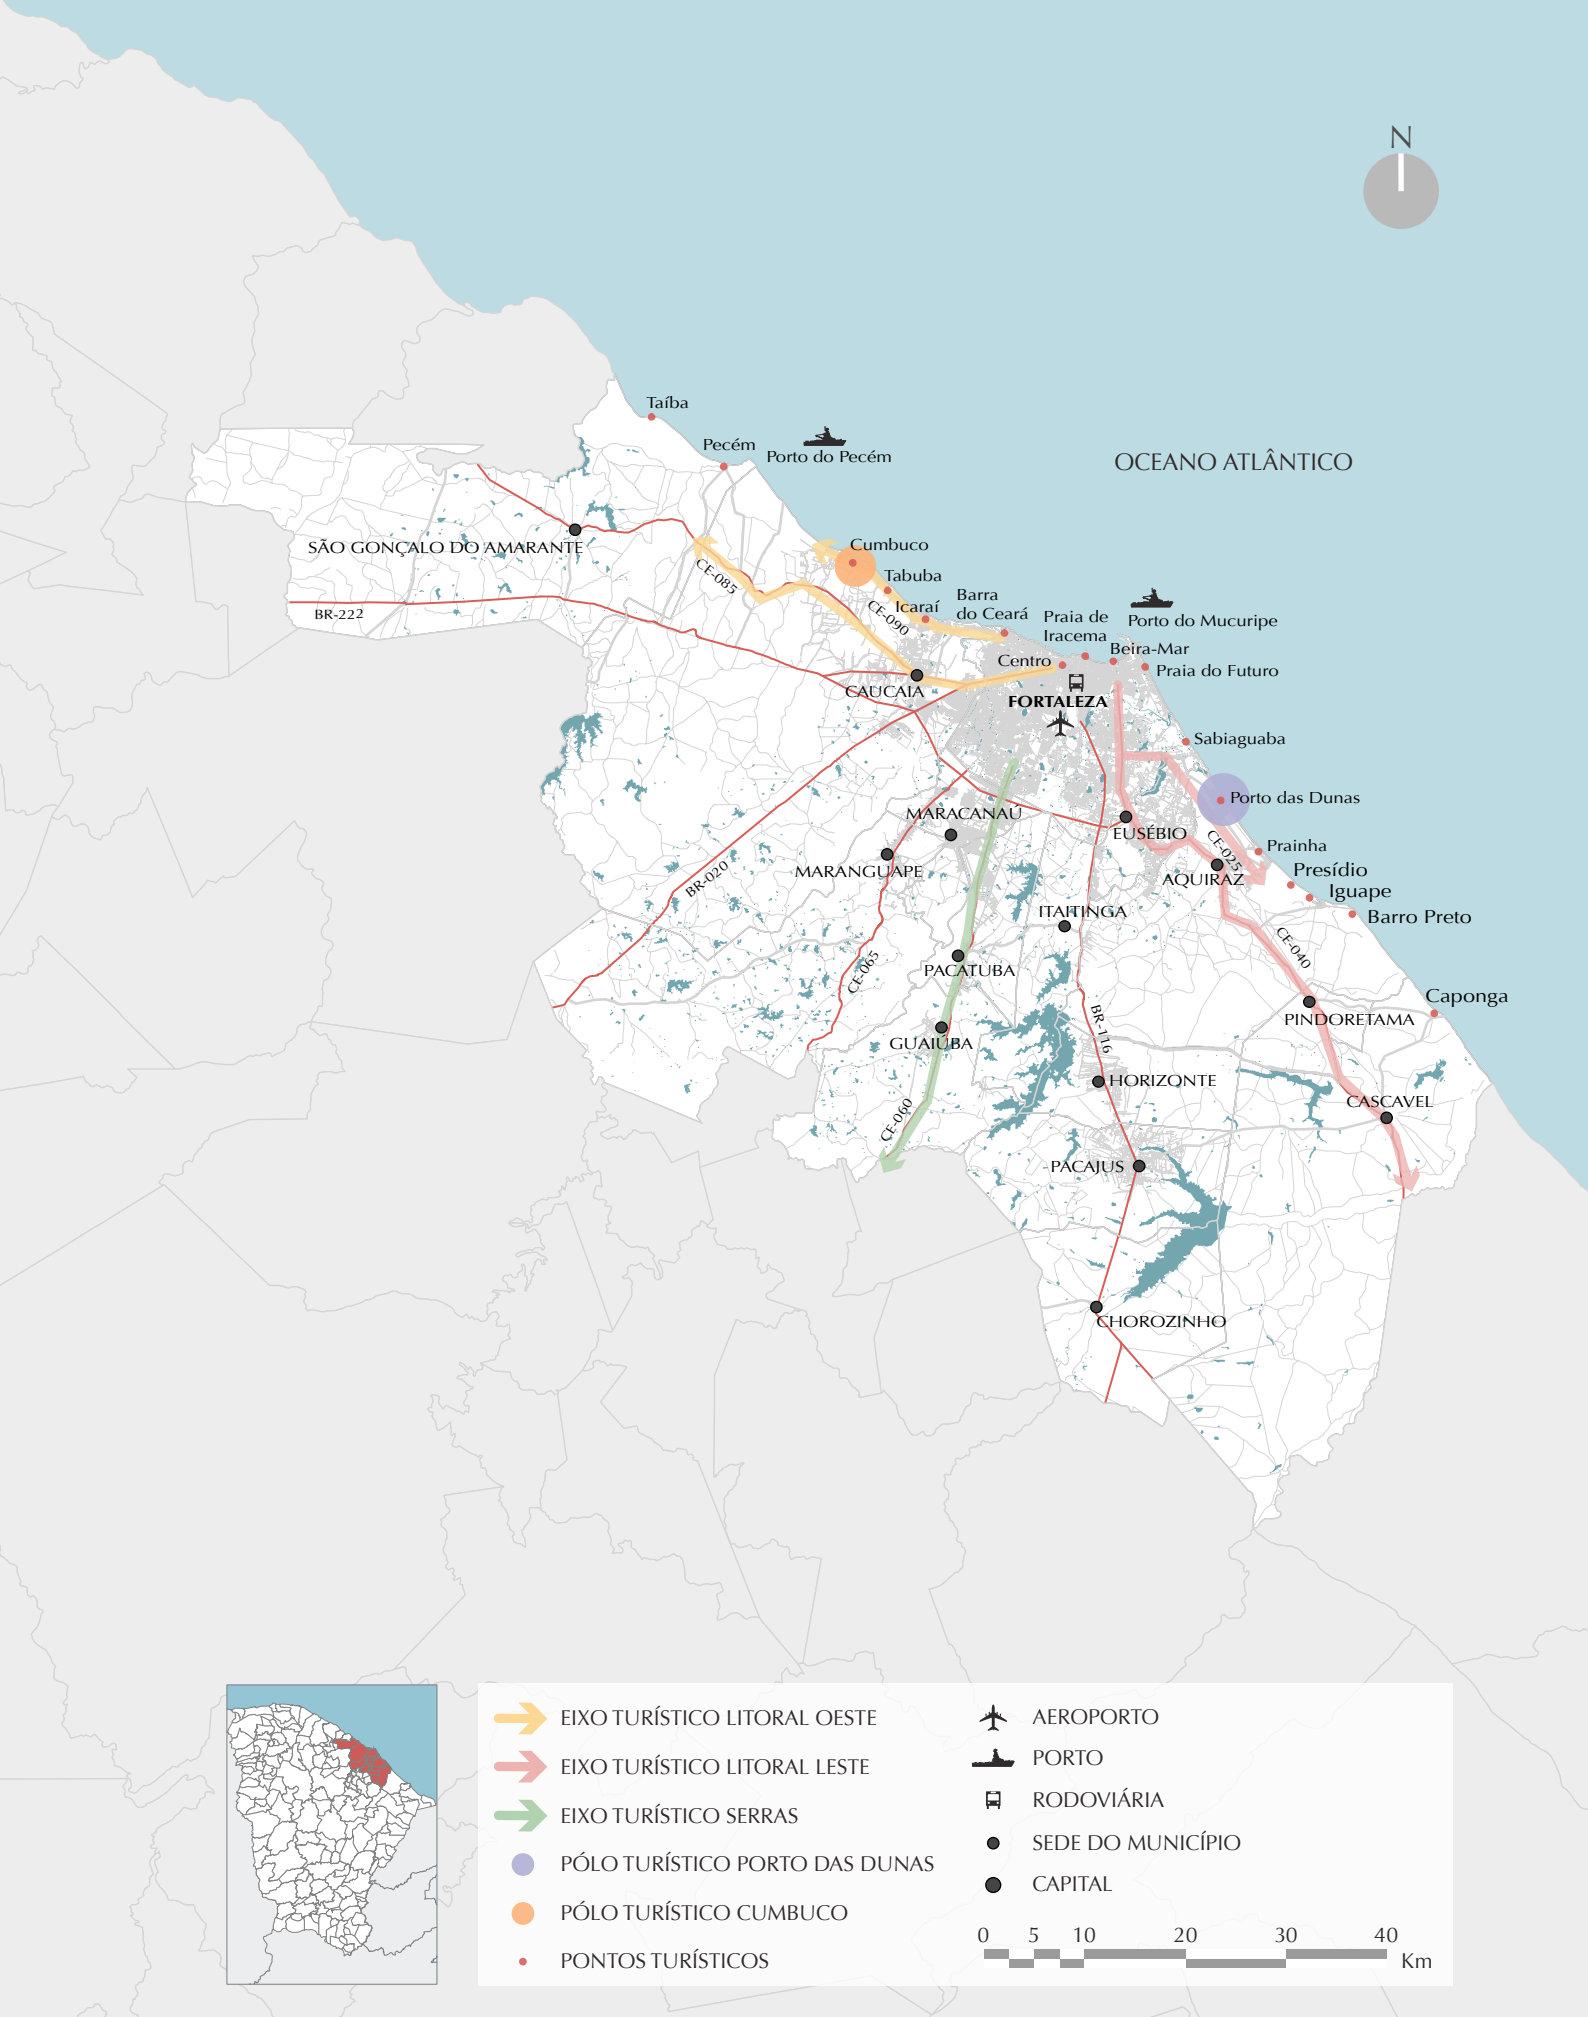 N
Taíba
Pecém
Porto do Pecém
OCEANO ATLÂNTICO
SÃO GONÇALO DO AMARANTE
Cumbuco
CE-085
Tabuba
BR-222
CE-090
Icaraí
Barra
do Ceará
Praia de
Iracema
Porto do Mucuripe
Centro
Beira-Mar
Praia do Futuro
CAUCAIA
FORTALEZA
Sabiaguaba
Porto das Dunas
MARACANAÚ
EUSÉBIO
CE-025
Prainha
MARANGUAPE
BR-020
AQUIRAZ
Presídio
Iguape
ITAITINGA
Barro Preto
CE-040
CE-065
PACATUBA
Caponga
BR-116
PINDORETAMA
GUAIÚBA
HORIZONTE
CE-060
CASCAVEL
PACAJUS
CHOROZINHO
EIXO TURÍSTICO LITORAL OESTE
EIXO TURÍSTICO LITORAL LESTE
EIXO TURÍSTICO SERRAS
PÓLO TURÍSTICO PORTO DAS DUNAS
PÓLO TURÍSTICO CUMBUCO
PONTOS TURÍSTICOS
AEROPORTO
PORTO
RODOVIÁRIA
SEDE DO MUNICÍPIO
CAPITAL
0 5 10 20 30 40
Km